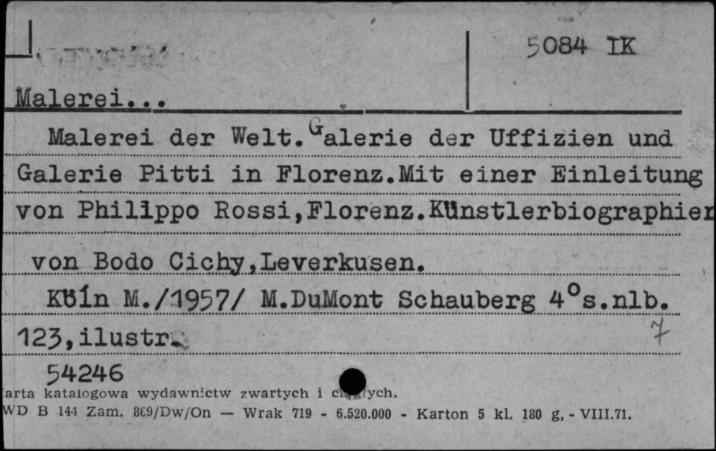 5084 IK
Malerei...
Malerei der Welt.Galerie der Uffizien und
Galerie Pitti in Florenz.Mit einer Einleitung
von Philippo Rossi,Florenz.Künstlerbiographien
von Bodo Cichy,Leverkusen.
Köln M./1957/ M.DuMont Schauberg 4°s.nlb.
123,ilustr.
7
54246
arta katalogowa wydawnictw zwartych i ych.
WD B 144 Zam. 869/Dw/On — Wrak 719 - 6.520.000 - Karton 5 kl. 180 g, - VIII.71.